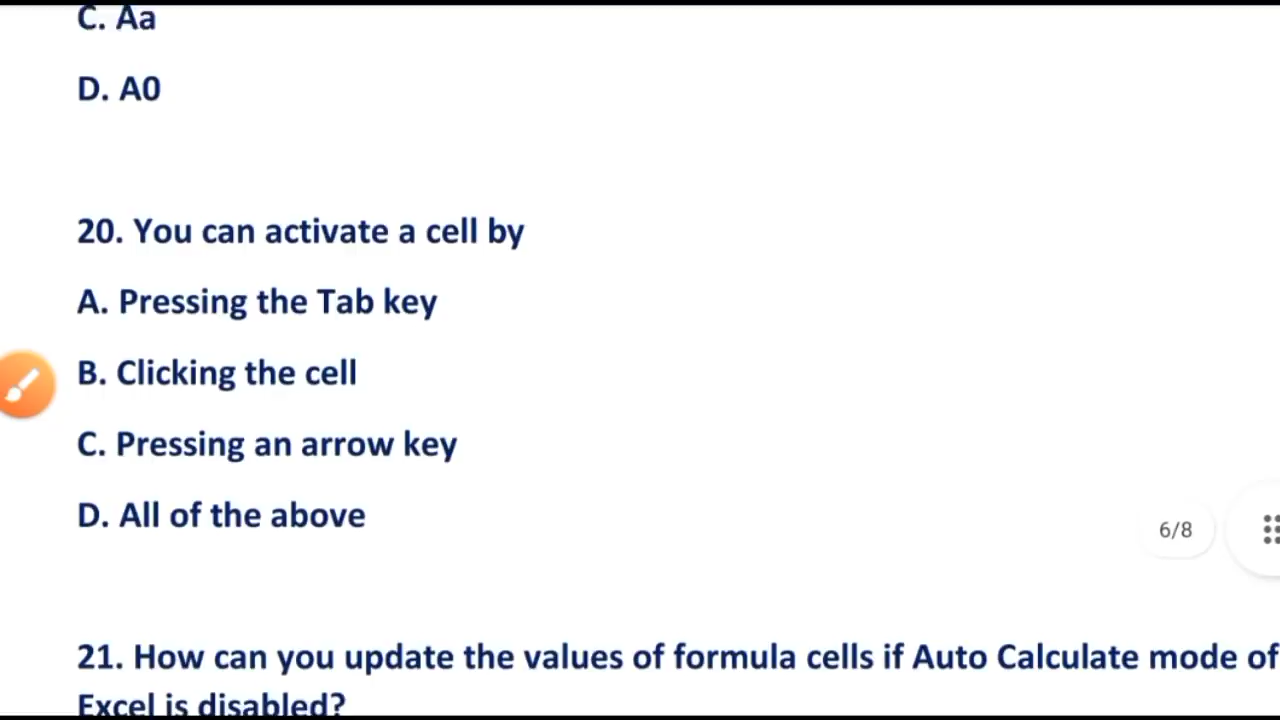 C. Aa
D. A0
20. You can activate a cell by
A. Pressing the Tab key
B. Clicking the cell
C. Pressing an arrow key
D. All of the above
6/8
21. How can you update the values of formula cells if Auto Calculate mode of
Excel is disabled?